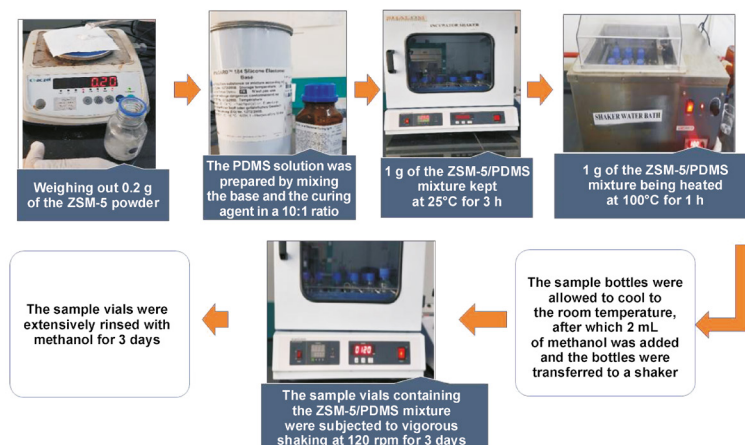 0.20
Weighing out 0.2 g
of the ZSM-5 powder
184 Silicone Elastomer
Base
The PDMS solution was
prepared by mixing
the base and the curing
agent in a 10:1 ratio
1 g of the ZSM-5/PDMS
mixture kept
at 25°C for 3 h
SHAKER WATER BATH
1 g of the ZSM-5/PDMS
mixture being heated
at 100°C for 1 h
The sample bottles were
allowed to cool to
the room temperature,
after which 2 mL
of methanol was added
and the bottles were
transferred to a shaker
0120
The sample vials containing
the ZSM-5/PDMS mixture
were subjected to vigorous
shaking at 120 rpm for 3 days
The sample vials were
extensively rinsed with
methanol for 3 days